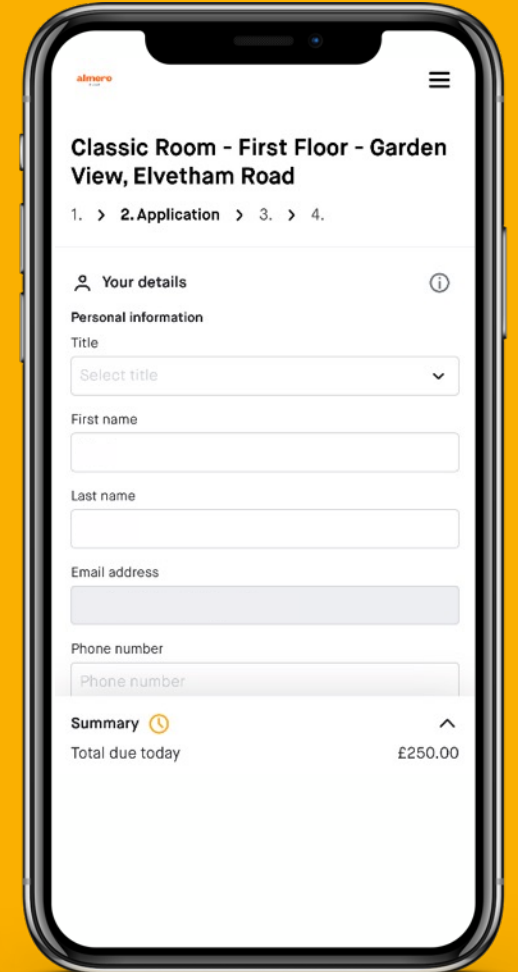 almero
Classic Room - First Floor - Garden
View, Elvetham Road
1. > 2. Application > 3. > 4.
Your details
Personal information
Title
Select title
First name
Last name
Email address
Phone number
Phone number
Summary
Total due today £250.00